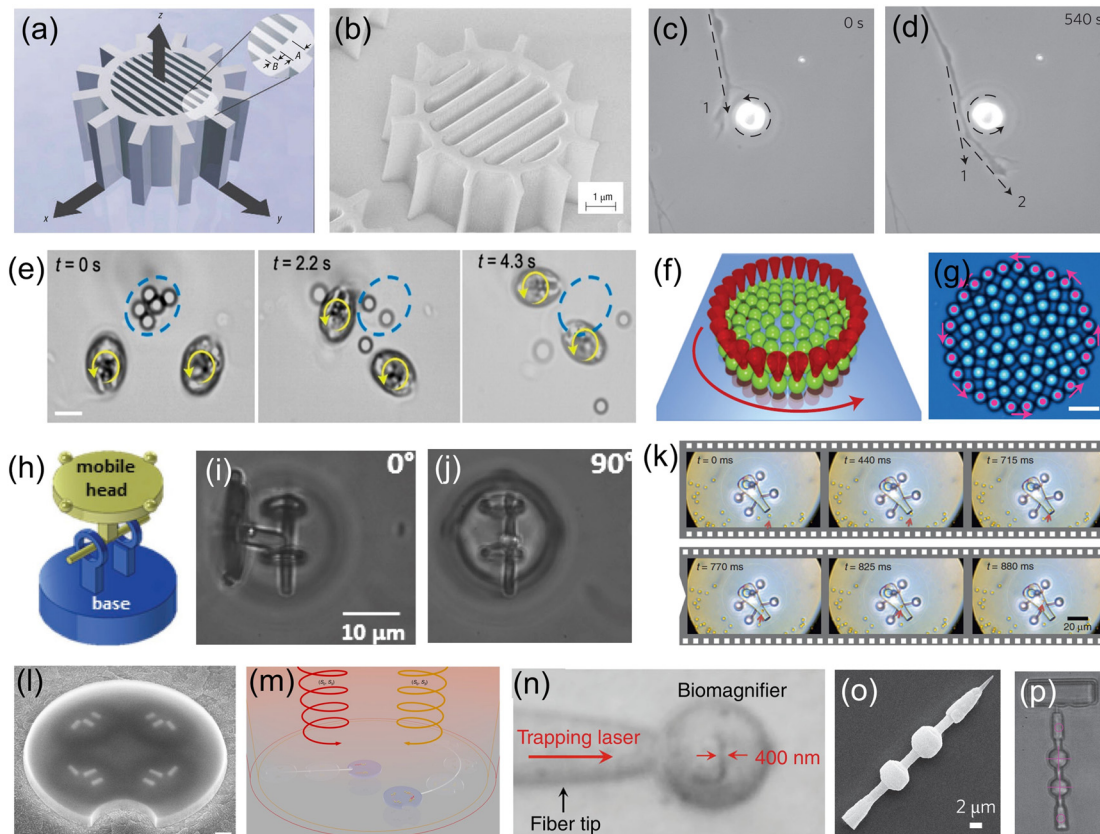 (a)
z
A
B
x
y
(b)
1 μm
(c)
0 s
1
(d)
540 s
1
2
(e)
t = 0 s
t = 2.2 s
t = 4.3 s
(f)
(g)
(h)
mobile
head
base
(i)
0°
10 μm
(j)
90°
(k)
t = 0 ms
t = 440 ms
t = 715 ms
t = 770 ms
t = 825 ms
t = 880 ms
20 μm
(l)
(m)
(n)
Biomagnifier
Trapping laser
400 nm
Fiber tip
(o)
2 μm
(p)